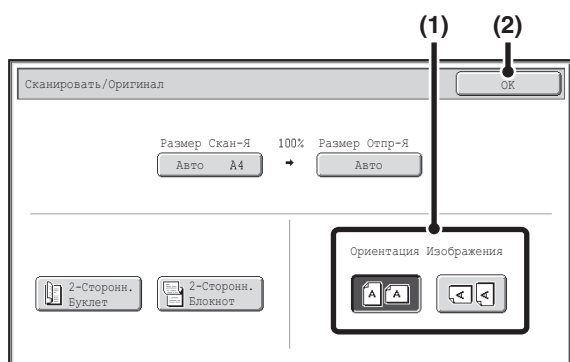 (1) (2)
Сканировать/Оригинал OK
Размер Скан-Я 100% Размер Отпр-Я
Авто A4 Авто
Ориентация Изображения
2-Сторонн. 2-Сторонн.
Буклет Блокнот
A A A A